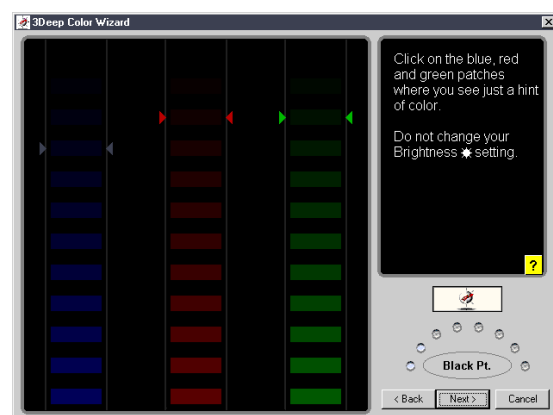 3Deep Color Wizard
Click on the blue, red
and green patches
where you see just a hint
of color.
Do not change your
Brightness setting.
?
Black Pt.
< Back
Next >
Cancel